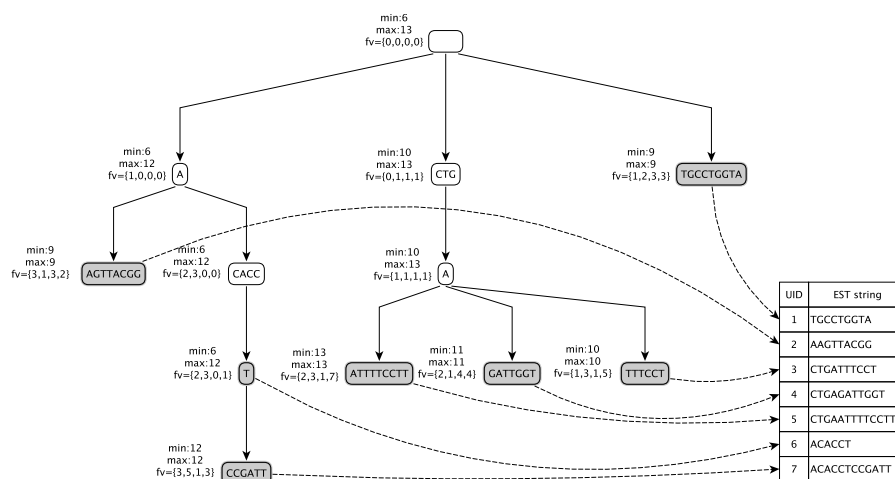 min:6
max:13
fv={0,0,0,0}
min:6
max:12
fv={1,0,0,0}
A
min:10
max:13
fv={0,1,1,1}
CTG
min:9
max:9
fv={1,2,3,3}
TGCCTGGTA
min:9
max:9
fv={3,1,3,2}
AGTTACGG
min:6
max:12
fv={2,3,0,0}
CACC
min:10
max:13
fv={1,1,1,1}
A
min:6
max:12
fv={2,3,0,1}
T
min:13
max:13
fv={2,3,1,7}
ATTTTCCTT
min:11
max:11
fv={2,1,4,4}
GATTGGT
min:10
max:10
fv={1,3,1,5}
TTTCCT
min:12
max:12
fv={3,5,1,3}
CCGATT
UID EST string
1 TGCCTGGTA
2 AAGTTACGG
3 CTGATTTCCT
4 CTGAGATTGGT
5 CTGAATTTTCCTT
6 ACACCT
7 ACACCTCCGATT